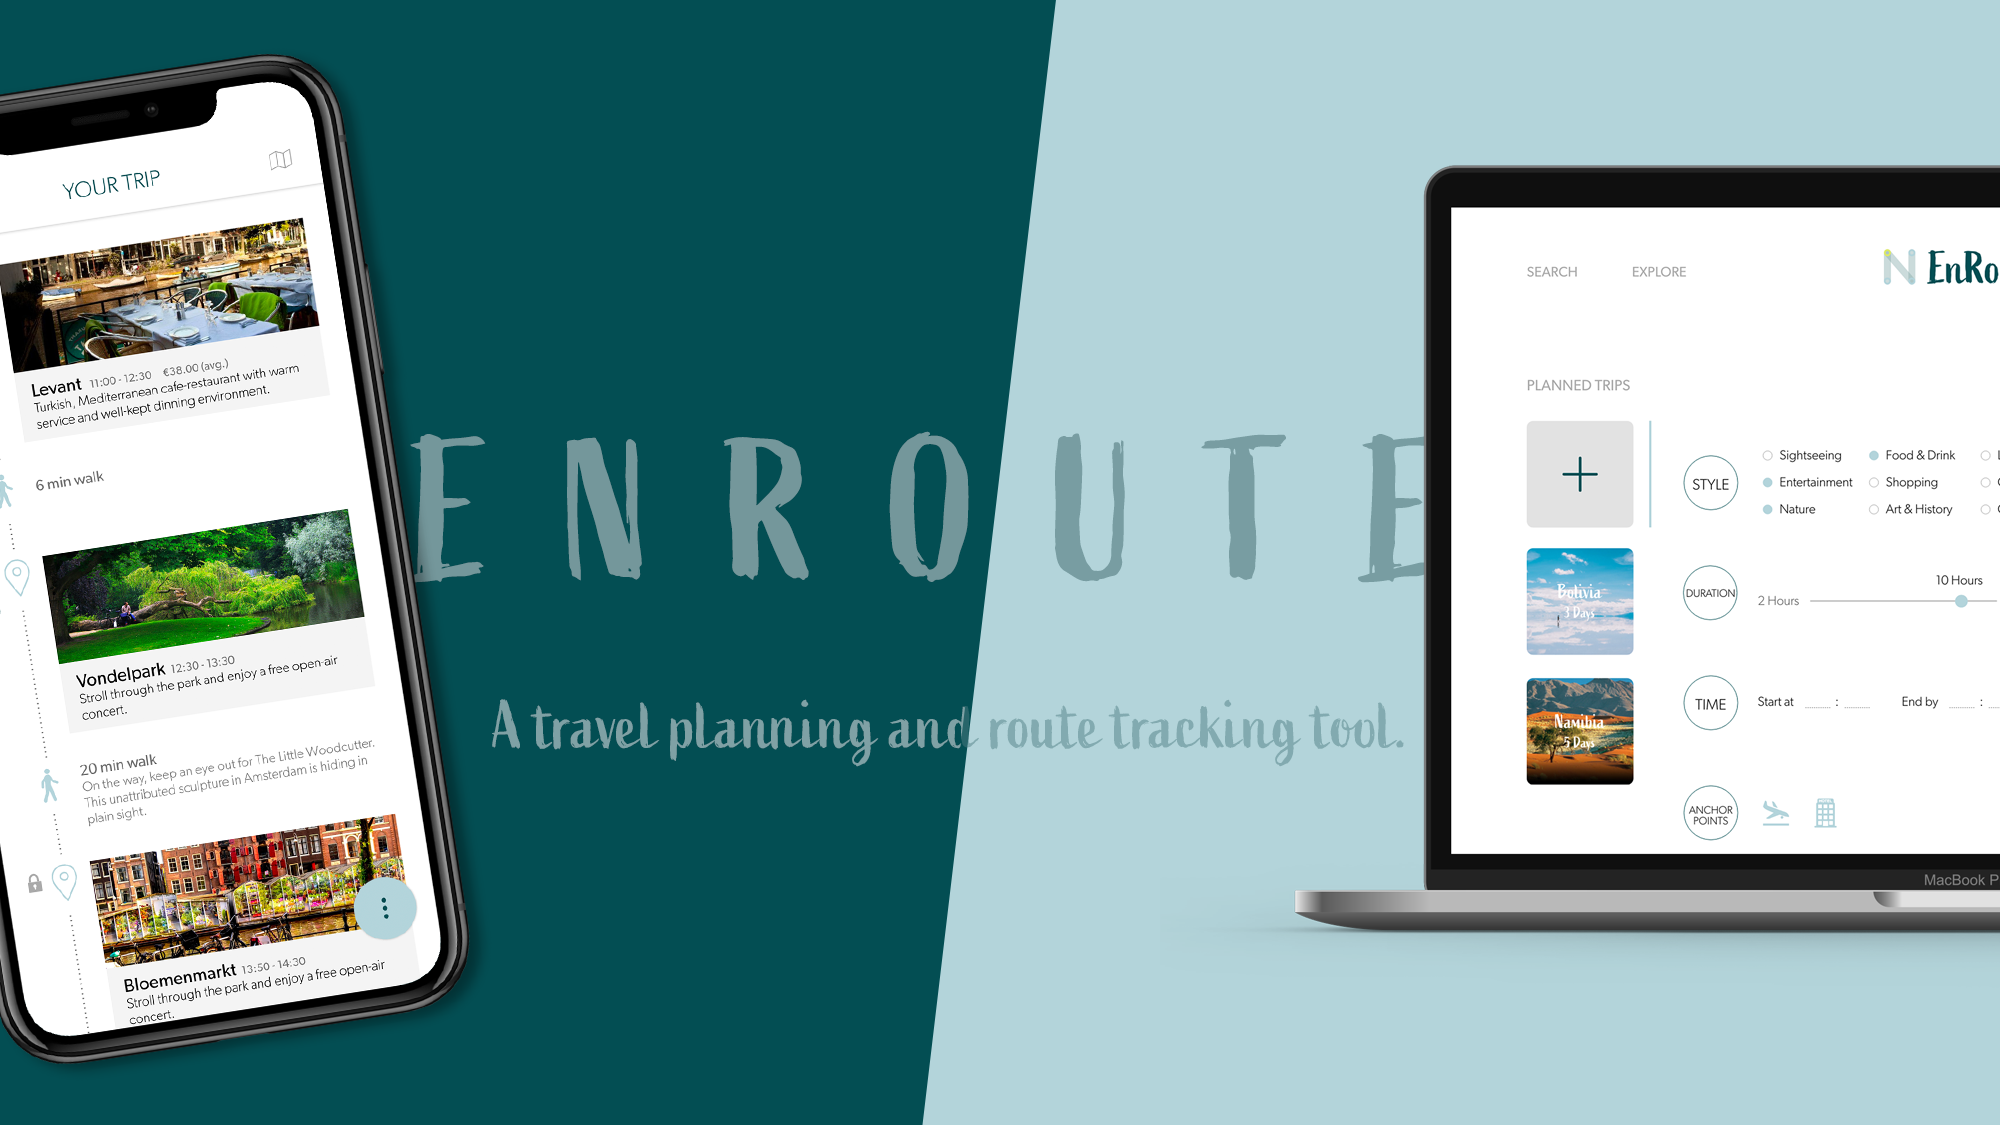 YOUR TRIP
Levant 11:00 - 12:30 €38.00 (avg.)
Turkish, Mediterranean cafe-restaurant with warm
service and well-kept dinning environment.
6 min walk
Vondelpark 12:30 - 13:30
Stroll through the park and enjoy a free open-air
concert.
20 min walk
On the way, keep an eye out for The Little Woodcutter.
This unattributed sculpture in Amsterdam is hiding in
plain sight.
Bloemenmarkt 13:50 - 14:30
Stroll through the park and enjoy a free open-air
concert.
ENROUTE
A travel planning and route tracking tool.
SEARCH EXPLORE
N EnRo
PLANNED TRIPS
STYLE
Sightseeing Food & Drink L
Entertainment Shopping
Nature Art & History
Bolivia
3 Days
DURATION
10 Hours
2 Hours
Namibia
5 Days
TIME
Start at : End by :
ANCHOR
POINTS
MacBook P